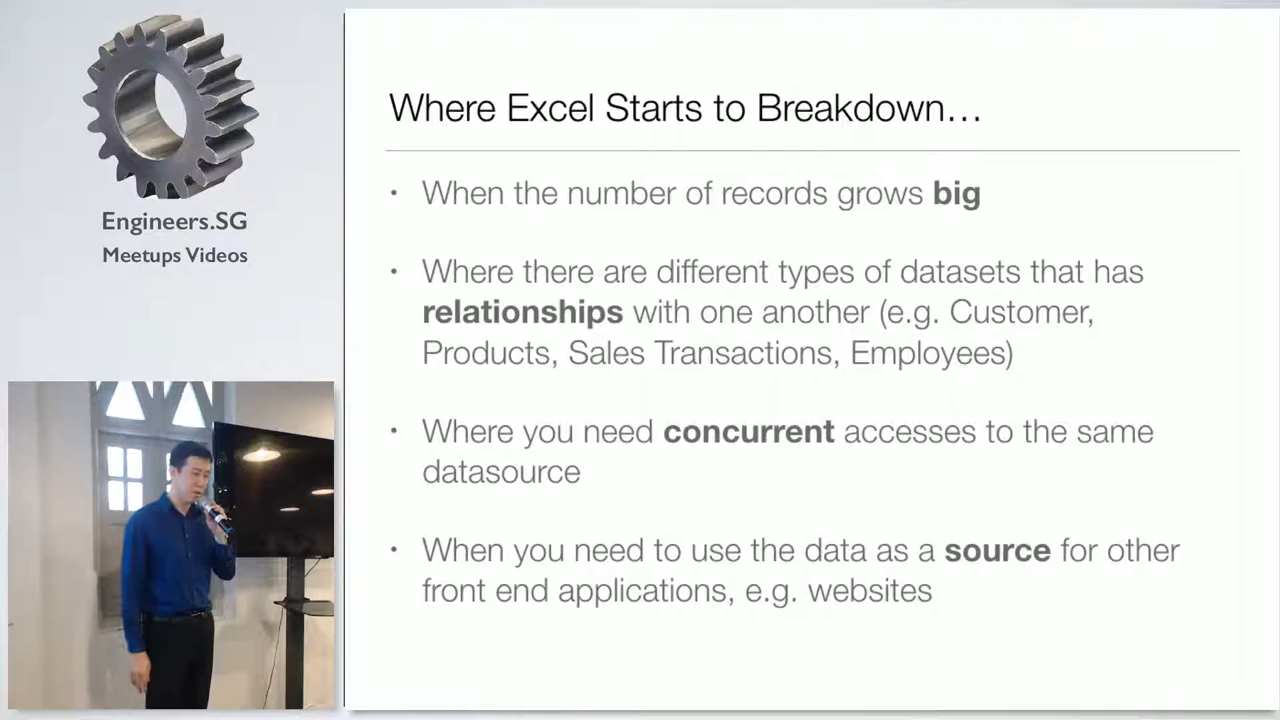 Engineers.SG
Meetups Videos
Where Excel Starts to Breakdown...
• When the number of records grows big
• Where there are different types of datasets that has
relationships with one another (e.g. Customer,
Products, Sales Transactions, Employees)
• Where you need concurrent accesses to the same
datasource
• When you need to use the data as a source for other
front end applications, e.g. websites